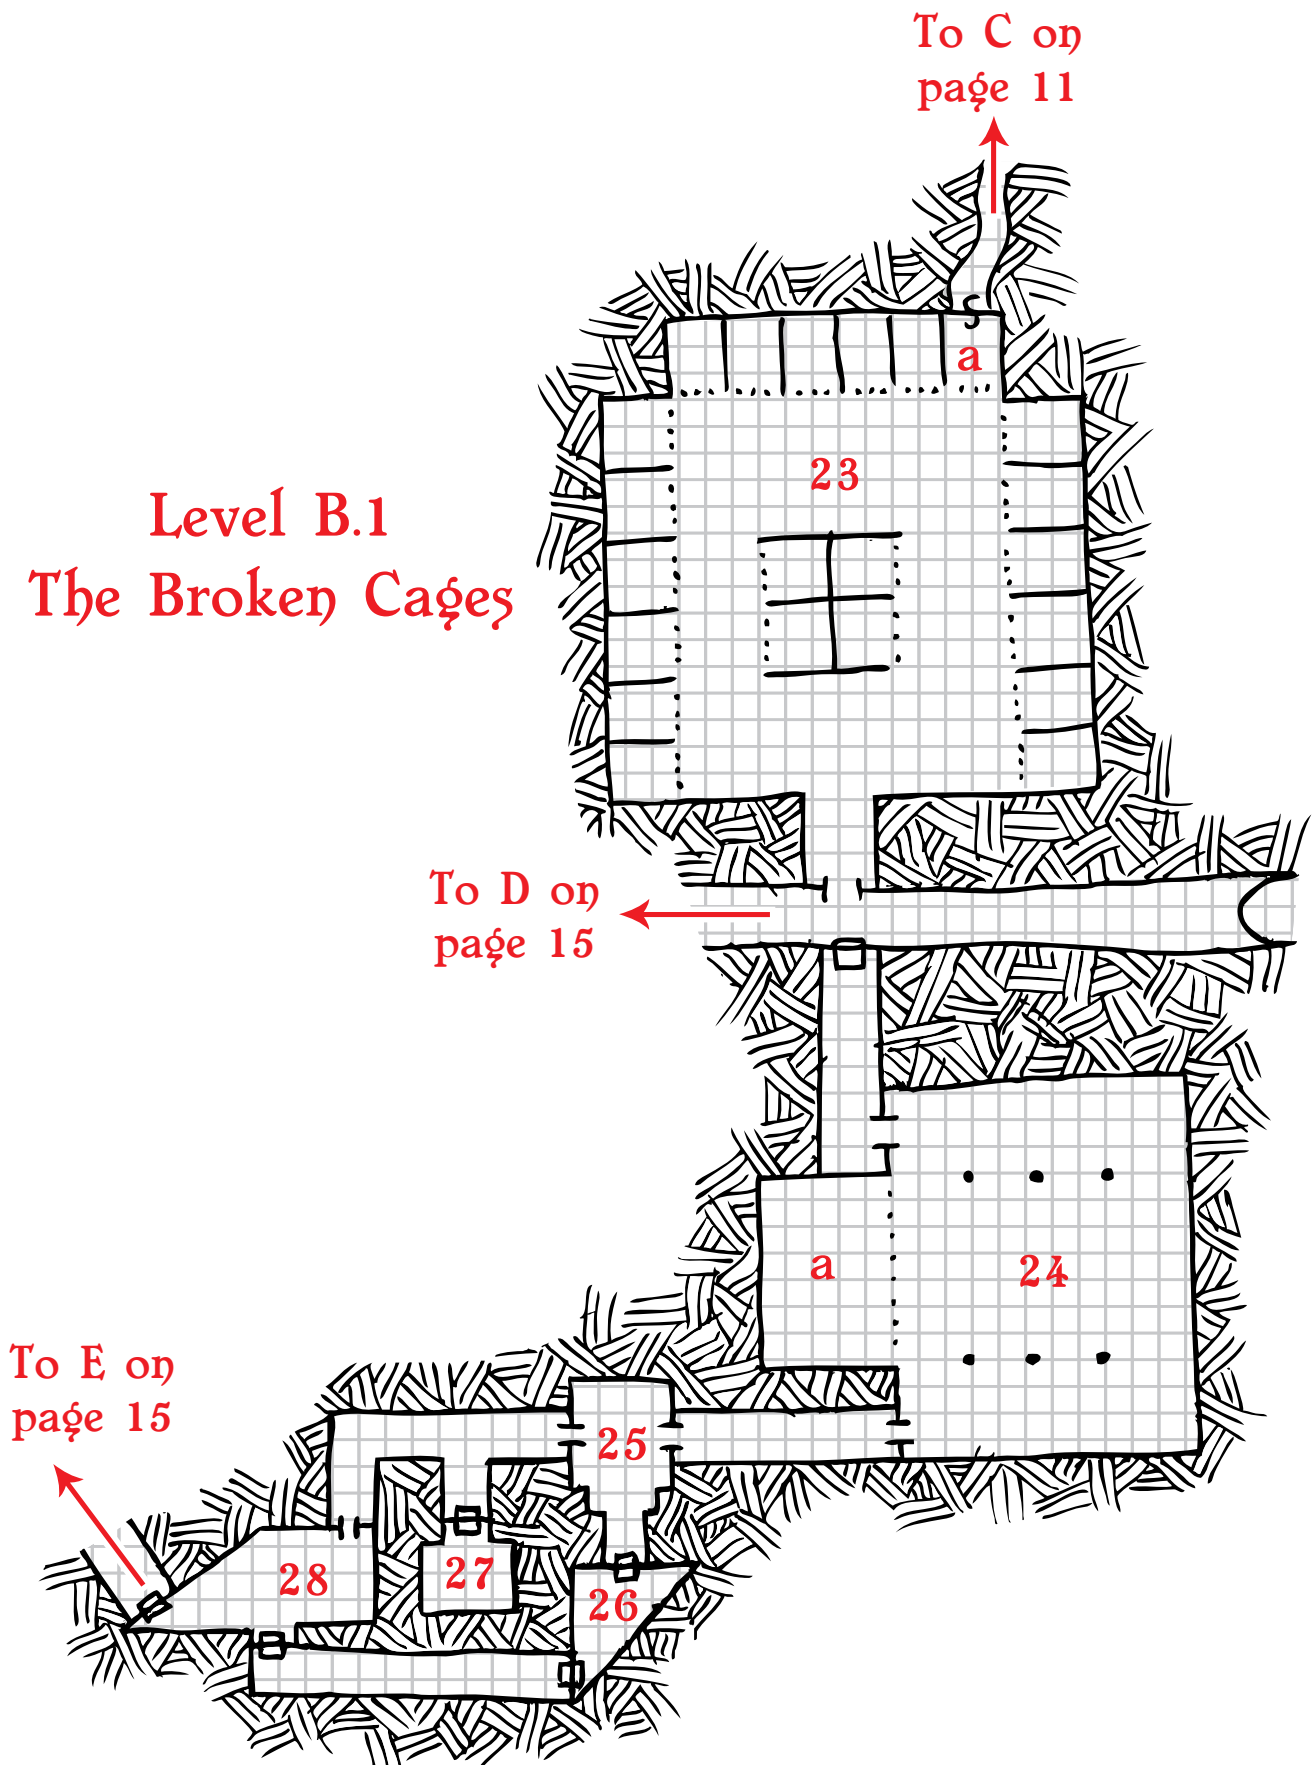 To C on
page 11
a
23
Level B.1
The Broken Cages
To D on
page 15
a
24
To E on
page 15
25
28
27
26